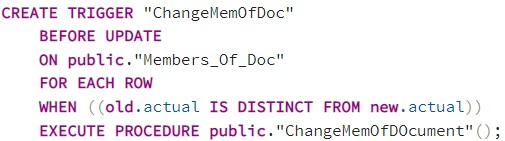 CREATE TRIGGER "ChangeMemOfDoc"
BEFORE UPDATE
ON public."Members_Of_Doc"
FOR EACH ROW
WHEN ((old.actual IS DISTINCT FROM new.actual))
EXECUTE PROCEDURE public."ChangeMemOfDOcument"();